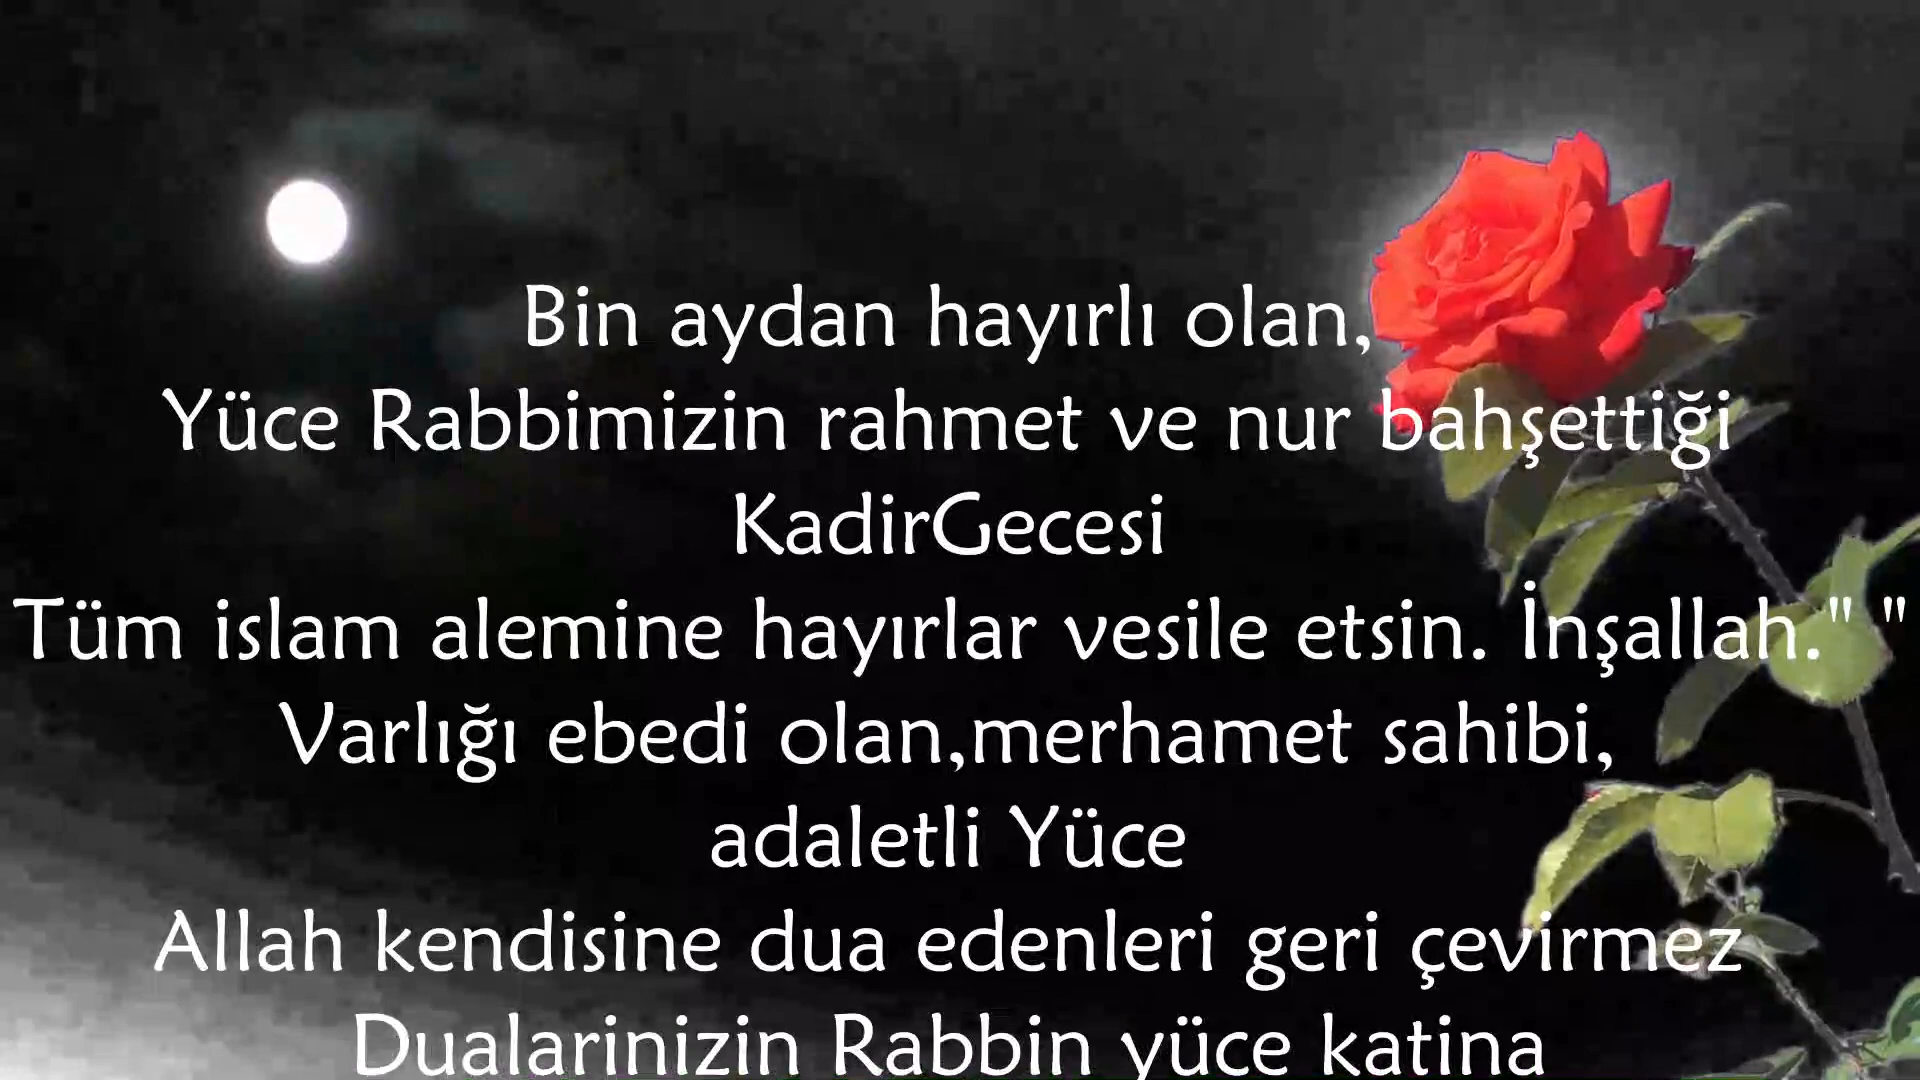 Bin aydan hayırlı olan,
Yüce Rabbimizin rahmet ve nur bahşettiği
KadirGecesi
Tüm islam alemine hayırlar vesile etsin. İnşallah." "
Varlığı ebedi olan,merhamet sahibi,
adaletli Yüce
Allah kendisine dua edenleri geri çevirmez
Dualarinizin Rabbin yüce katina